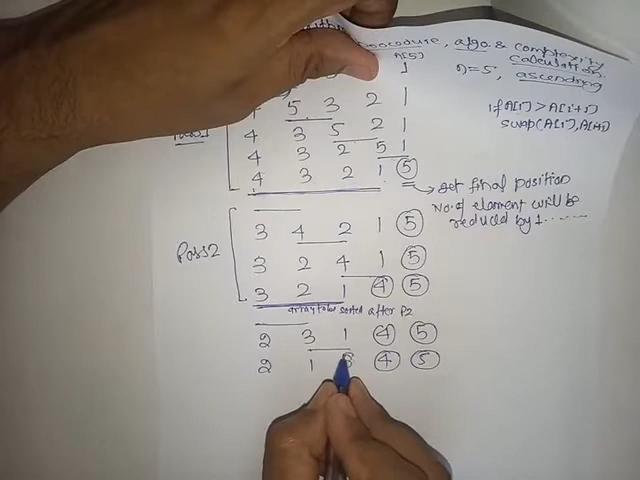 procedure, algo. & complexity
calculation.
A[5]
n=5, ascending
1
5 3 2 1
if A[i] > A[i+1]
swap(A[i], A[i+1]
4 3 5 2 1
4 3 2 5 1
4 3 2 1 5
get final position
No. of element will be
reduced by 1......
Pass2
3 4 2 1 5
3 2 4 1 5
3 2 1 4 5
array to be sorted after P2
2 3 1 4 5
2 1 3 4 5